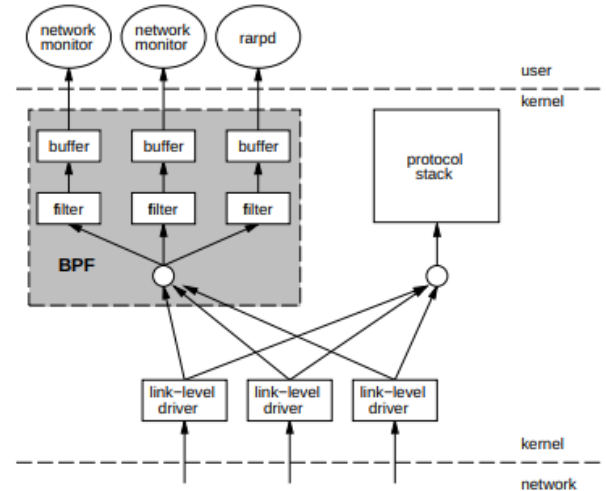 network
monitor
network
monitor
rarpd
user
kernel
buffer
buffer
buffer
protocol
stack
filter
filter
filter
BPF
link-level
driver
link-level
driver
link-level
driver
kernel
network